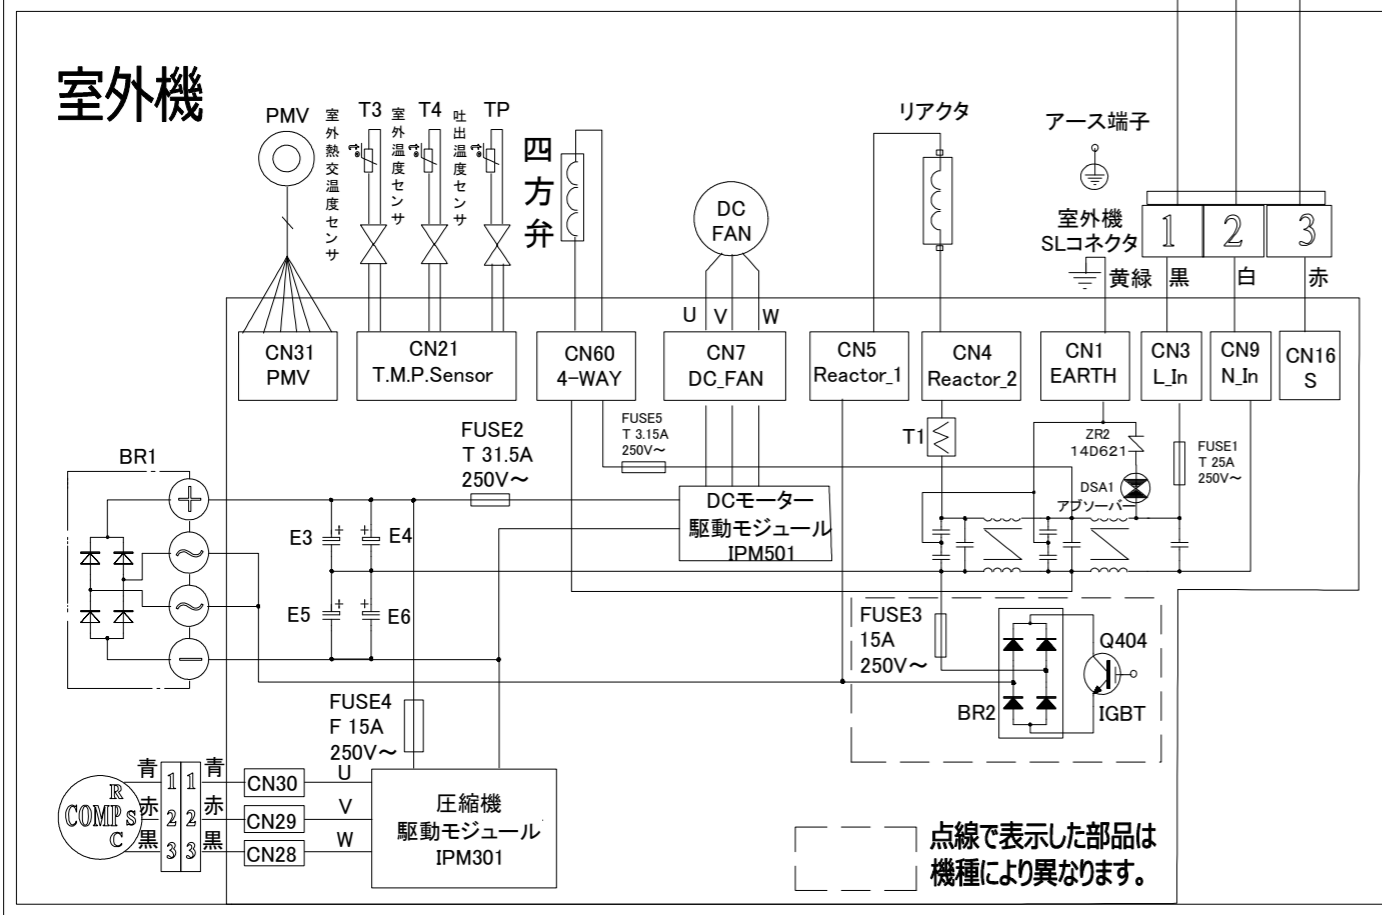 室外機
PMV
室外熱交温度センサ
T3
室外温度センサ
T4
吐出温度センサ
TP
四方弁
DC
FAN
リアクタ
アース端子
室外機
SLコネクタ
1
2
3
黄緑
黒
白
赤
U
V
W
CN31
PMV
CN21
T.M.P.Sensor
CN60
4-WAY
CN7
DC_FAN
CN5
Reactor_1
CN4
Reactor_2
CN1
EARTH
CN3
L_In
CN9
N_In
CN16
S
FUSE2
T 31.5A
250V～
FUSE5
T 3.15A
250V～
T1
ZR2
14D621
FUSE1
T 25A
250V～
DSA1
アブソーバー
BR1
+
～
～
－
E3
E4
E5
E6
DCモーター
駆動モジュール
IPM501
FUSE3
15A
250V～
BR2
Q404
IGBT
FUSE4
F 15A
250V～
COMP
R
S
C
青
赤
黒
1
2
3
1
2
3
青
赤
黒
CN30
CN29
CN28
U
V
W
圧縮機
駆動モジュール
IPM301
点線で表示した部品は
機種により異なります。